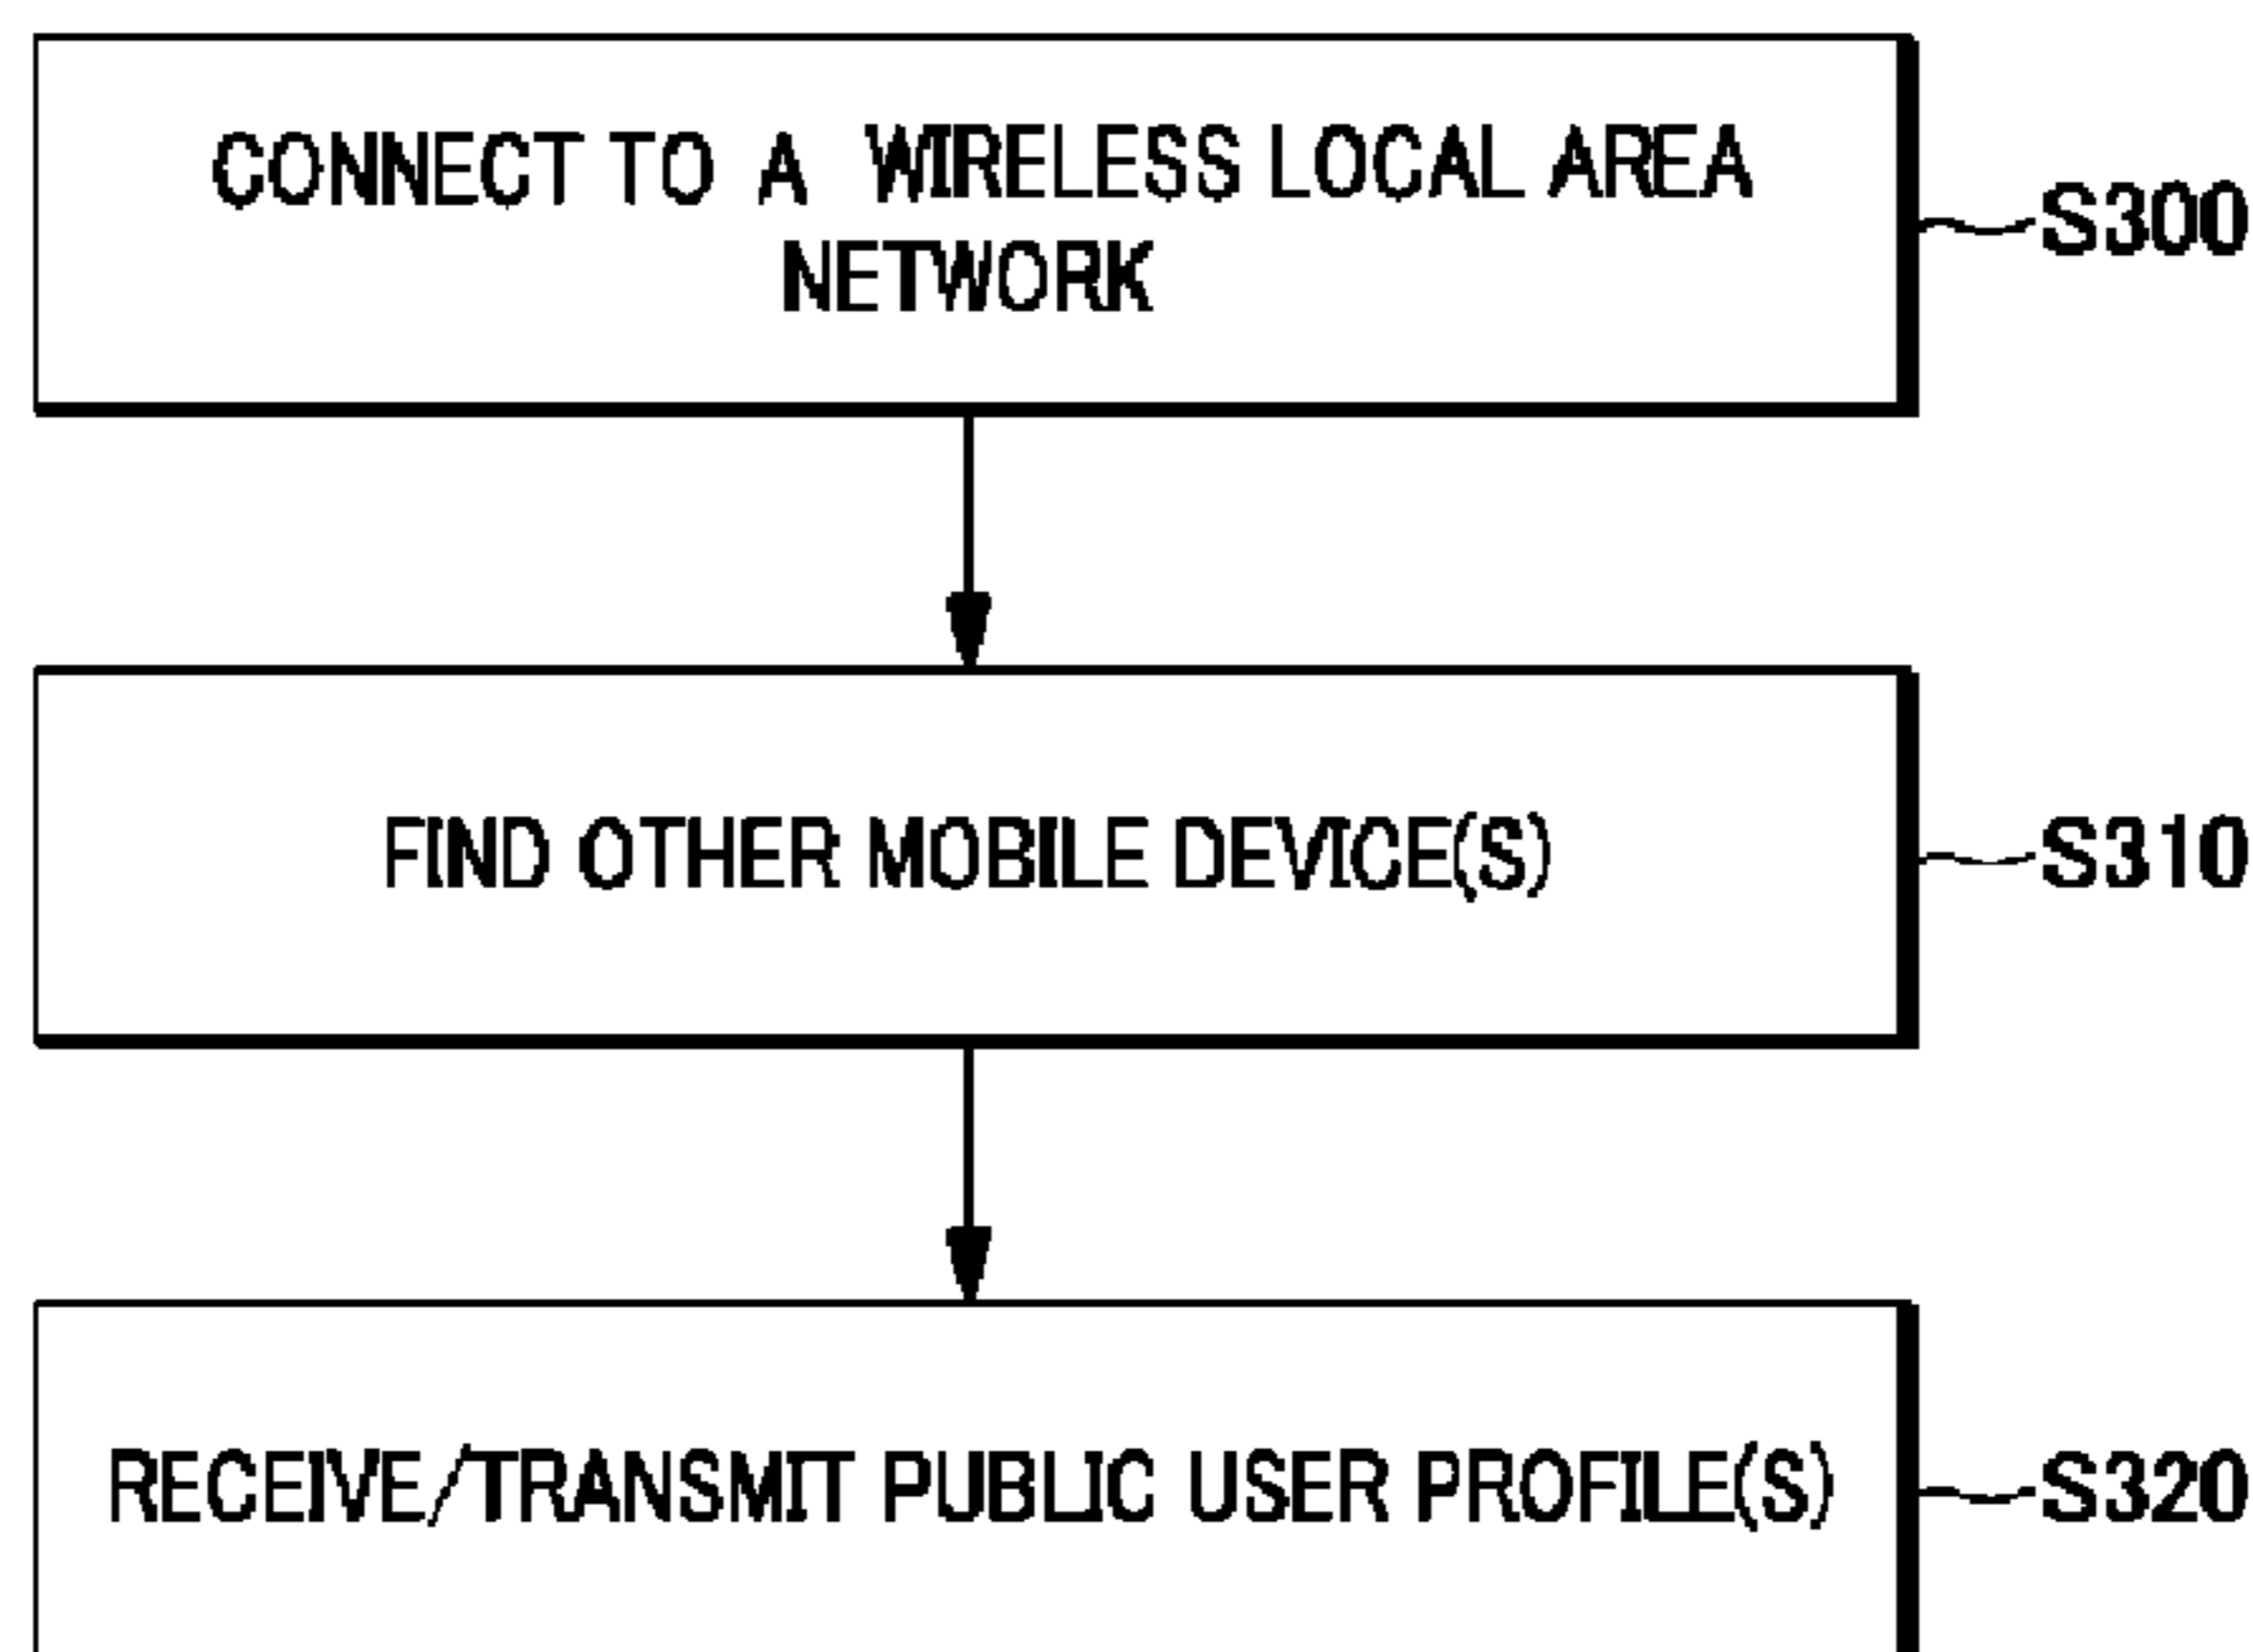 CONNECT TO A WIRELESS LOCAL AREA
NETWORK
S300
FIND OTHER MOBILE DEVICE(S)
S310
RECEIVE/TRANSMIT PUBLIC USER PROFILE(S)
S320